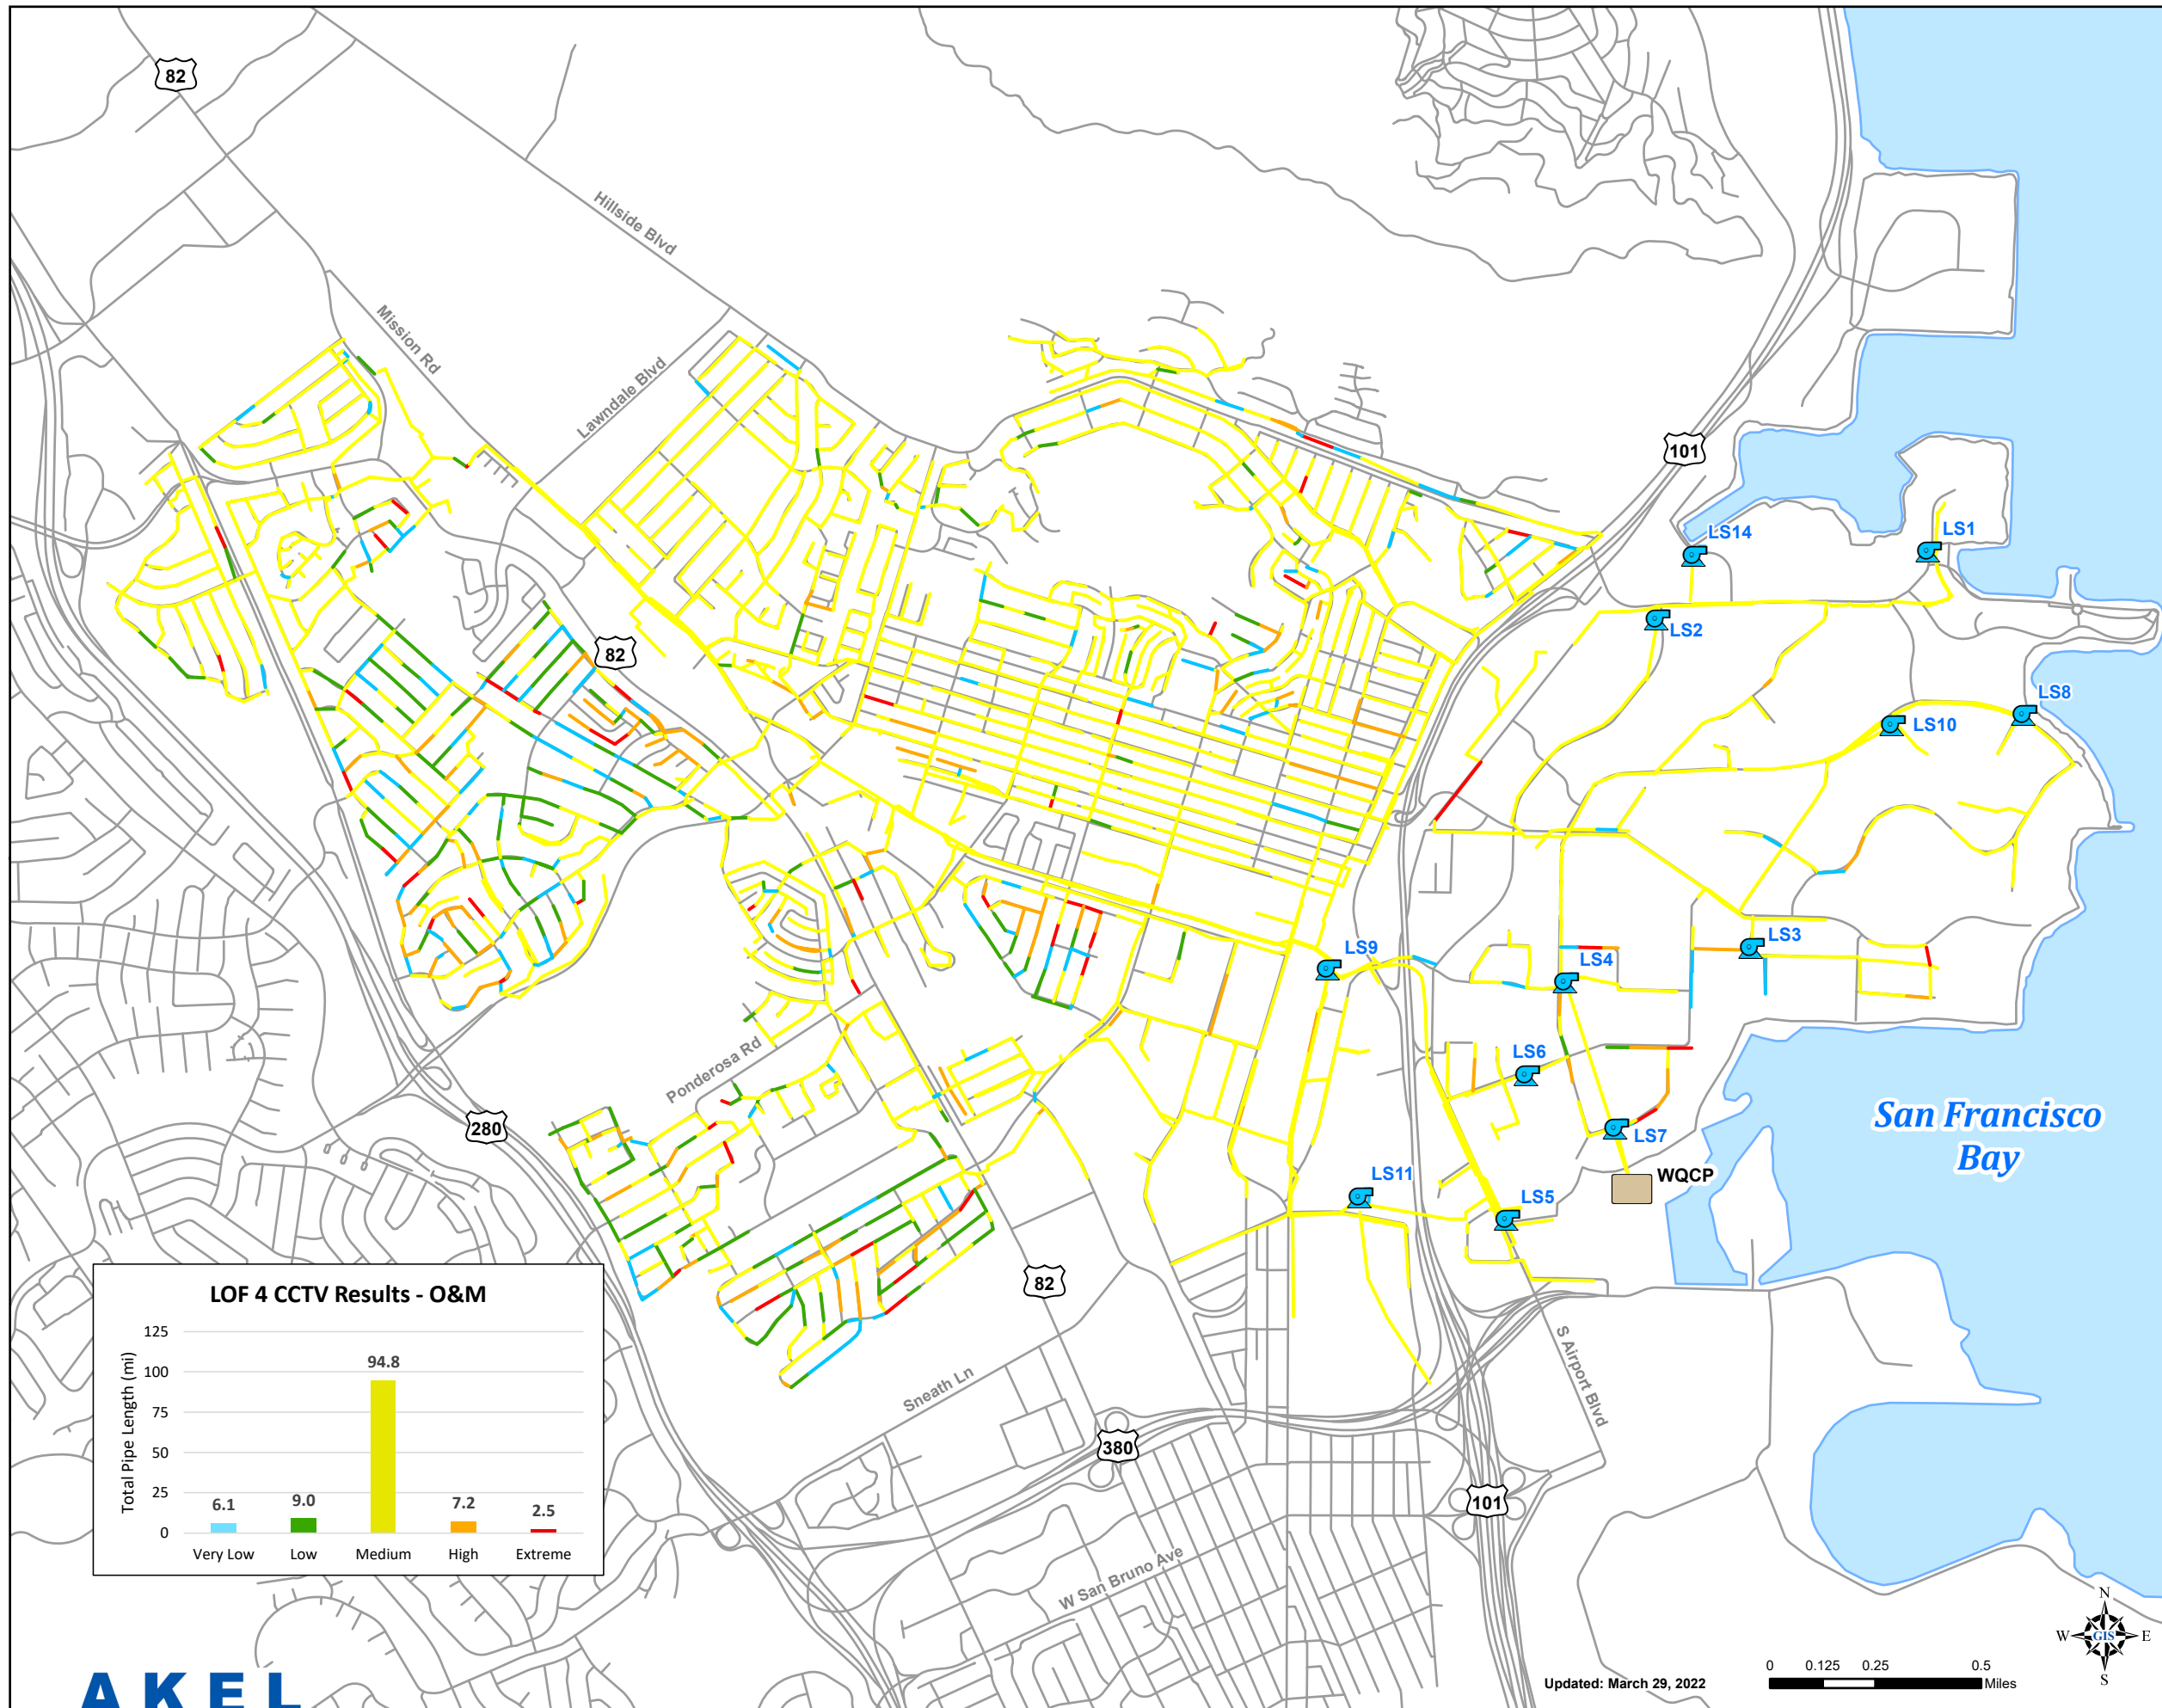 82
Hillside Blvd
Mission Rd
Lawndale Blvd
101
LS14
LS1
LS2
82
LS8
LS10
LS9
LS3
LS4
Ponderosa Rd
LS6
280
San Francisco
Bay
LS7
WQCP
LS11
LS5
82
S Airport Blvd
Sneath Ln
380
101
W San Bruno Ave
LOF 4 CCTV Results - O&M
Total Pipe Length (mi)
125
100
75
50
25
0
6.1
9.0
94.8
7.2
2.5
Very Low Low Medium High Extreme
N
W GIS E
S
0 0.125 0.25 0.5
Miles
Updated: March 29, 2022
AKEL